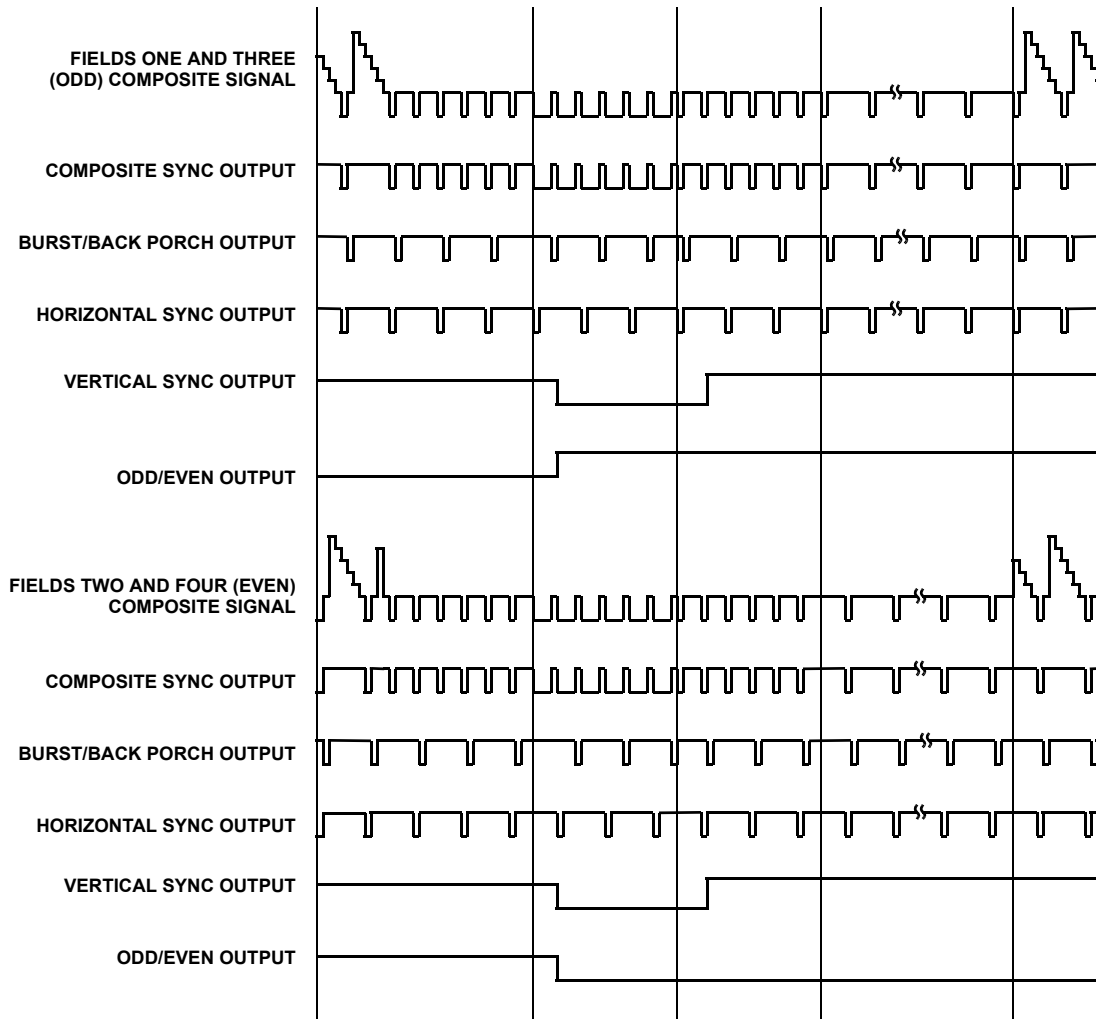 FIELDS ONE AND THREE
(ODD) COMPOSITE SIGNAL
COMPOSITE SYNC OUTPUT
BURST/BACK PORCH OUTPUT
HORIZONTAL SYNC OUTPUT
VERTICAL SYNC OUTPUT
ODD/EVEN OUTPUT
FIELDS TWO AND FOUR (EVEN)
COMPOSITE SIGNAL
COMPOSITE SYNC OUTPUT
BURST/BACK PORCH OUTPUT
HORIZONTAL SYNC OUTPUT
VERTICAL SYNC OUTPUT
ODD/EVEN OUTPUT